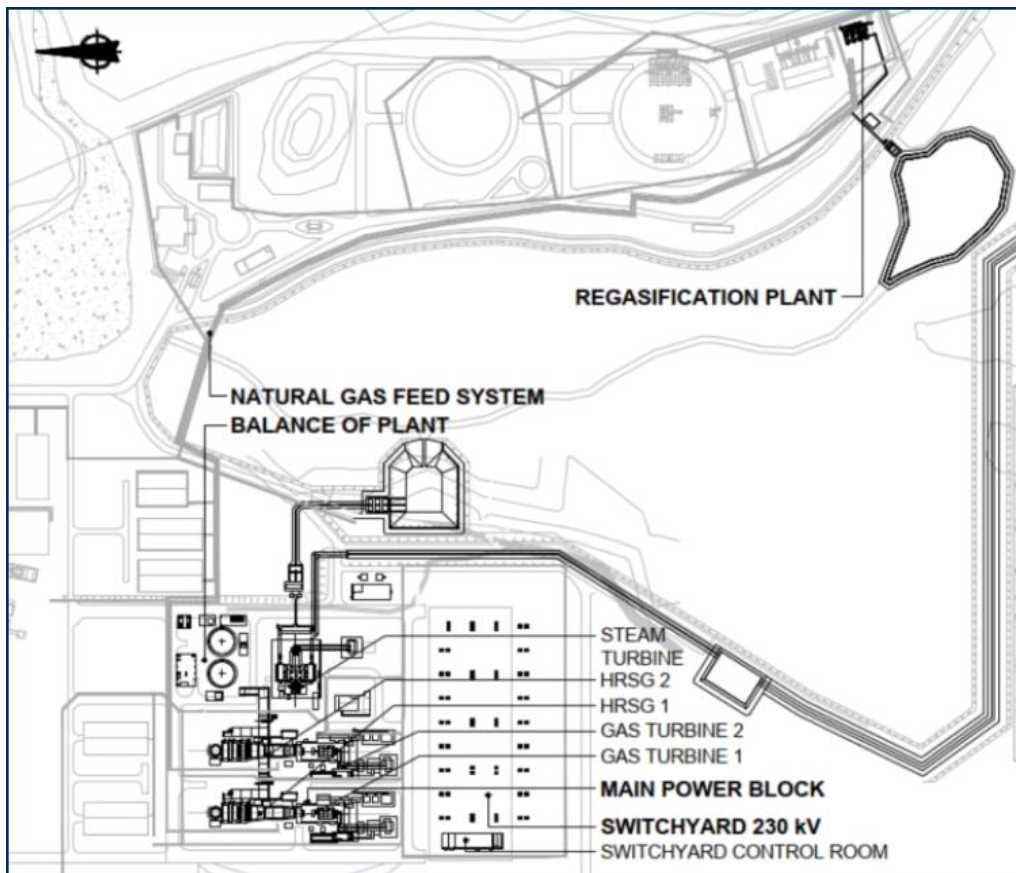 REGASIFICATION PLANT
NATURAL GAS FEED SYSTEM
BALANCE OF PLANT
STEAM
TURBINE
HRSG 2
HRSG 1
GAS TURBINE 2
GAS TURBINE 1
MAIN POWER BLOCK
SWITCHYARD 230 kV
SWITCHYARD CONTROL ROOM